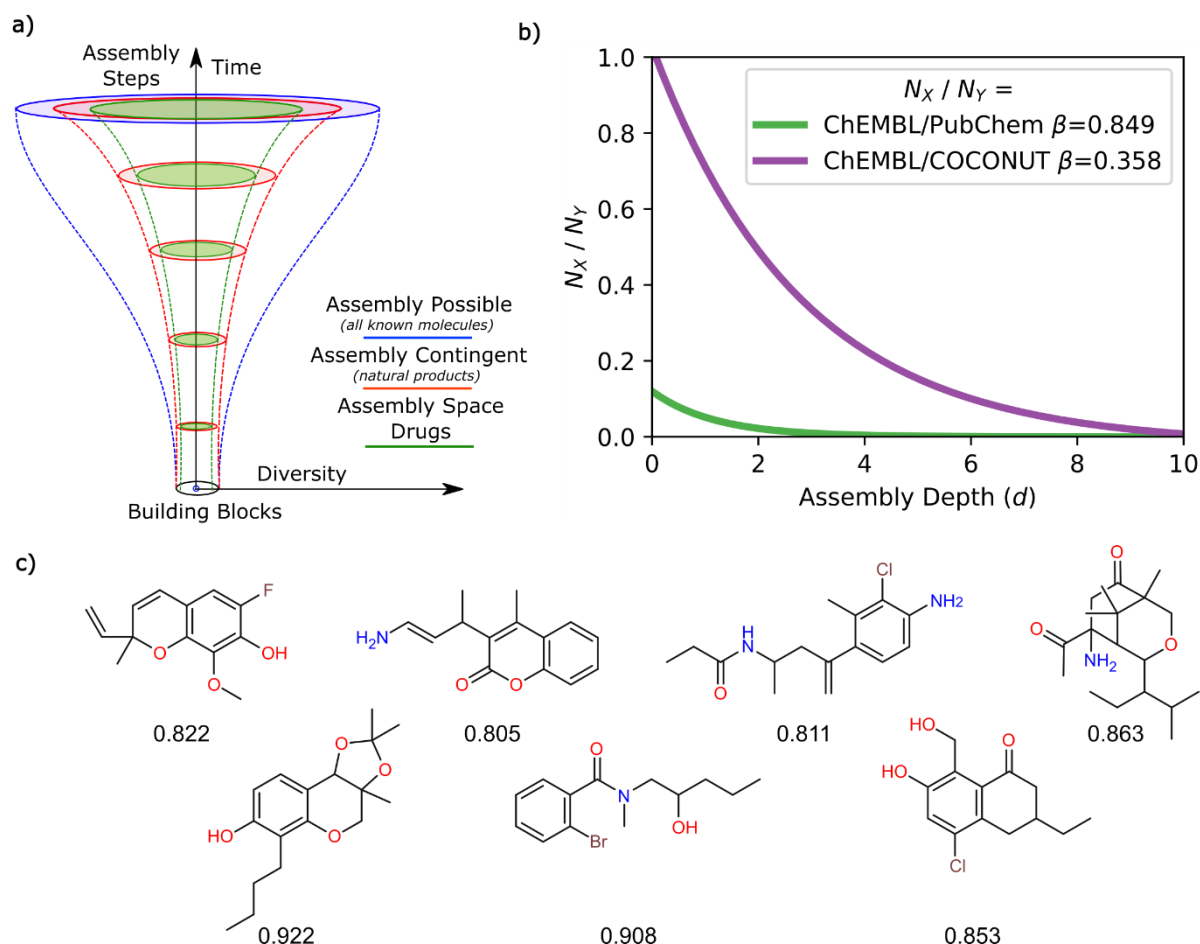 a)
Assembly
Steps
Time
Assembly Possible
(all known molecules)
Assembly Contingent
(natural products)
Assembly Space
Drugs
Diversity
Building Blocks
b)
N_X / N_Y =
ChEMBL/PubChem β=0.849
ChEMBL/COCONUT β=0.358
N_X / N_Y
1.0
0.8
0.6
0.4
0.2
0.0
0 2 4 6 8 10
Assembly Depth (d)
c)
F
OH
O
O
0.822
H2N
O
O
0.805
Cl
NH2
H
N
O
0.811
O
O
O
NH2
0.863
O
O
HO
O
0.922
O
N
OH
Br
0.908
HO
O
HO
Cl
0.853